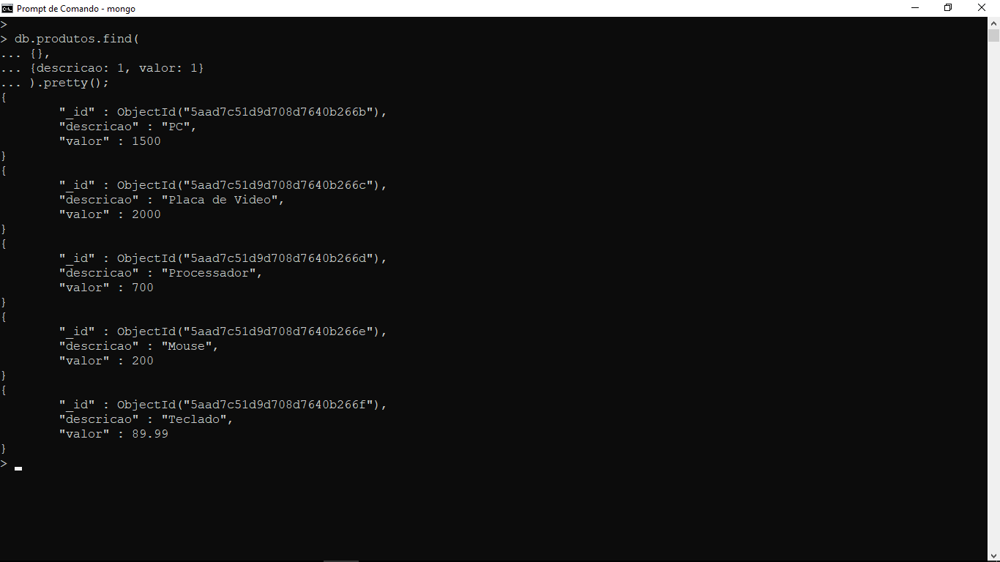 Prompt de Comando - mongo
>
> db.produtos.find(
... {},
... {descricao: 1, valor: 1}
... ).pretty();
{
        "_id" : ObjectId("5aad7c51d9d708d7640b266b"),
        "descricao" : "PC",
        "valor" : 1500
}
{
        "_id" : ObjectId("5aad7c51d9d708d7640b266c"),
        "descricao" : "Placa de Video",
        "valor" : 2000
}
{
        "_id" : ObjectId("5aad7c51d9d708d7640b266d"),
        "descricao" : "Processador",
        "valor" : 700
}
{
        "_id" : ObjectId("5aad7c51d9d708d7640b266e"),
        "descricao" : "Mouse",
        "valor" : 200
}
{
        "_id" : ObjectId("5aad7c51d9d708d7640b266f"),
        "descricao" : "Teclado",
        "valor" : 89.99
}
>